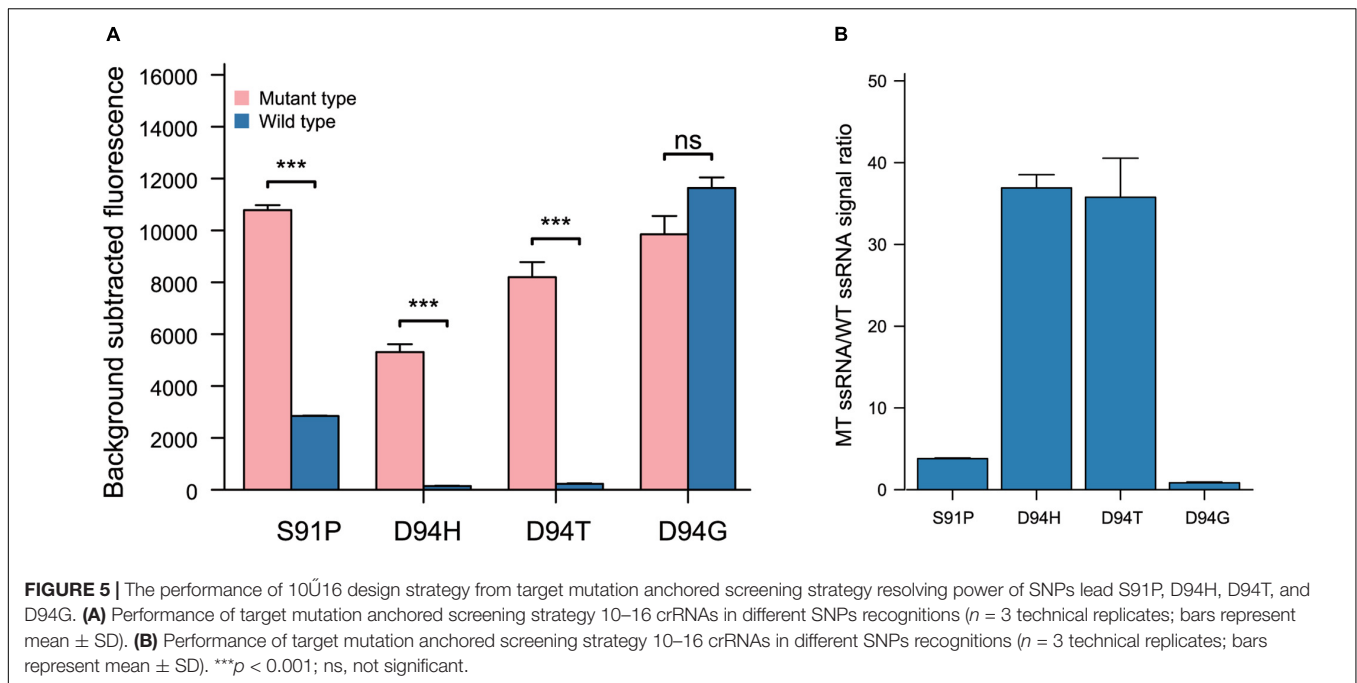 A
B
Background subtracted fluorescence
16000
14000
12000
10000
8000
6000
4000
2000
0
Mutant type
Wild type
***
***
***
ns
S91P D94H D94T D94G
MT ssRNA/WT ssRNA signal ratio
50
40
30
20
10
0
S91P D94H D94T D94G
FIGURE 5 | The performance of 10Ű16 design strategy from target mutation anchored screening strategy resolving power of SNPs lead S91P, D94H, D94T, and
D94G. (A) Performance of target mutation anchored screening strategy 10–16 crRNAs in different SNPs recognitions (n = 3 technical replicates; bars represent
mean ± SD). (B) Performance of target mutation anchored screening strategy 10–16 crRNAs in different SNPs recognitions (n = 3 technical replicates; bars
represent mean ± SD). ***p < 0.001; ns, not significant.